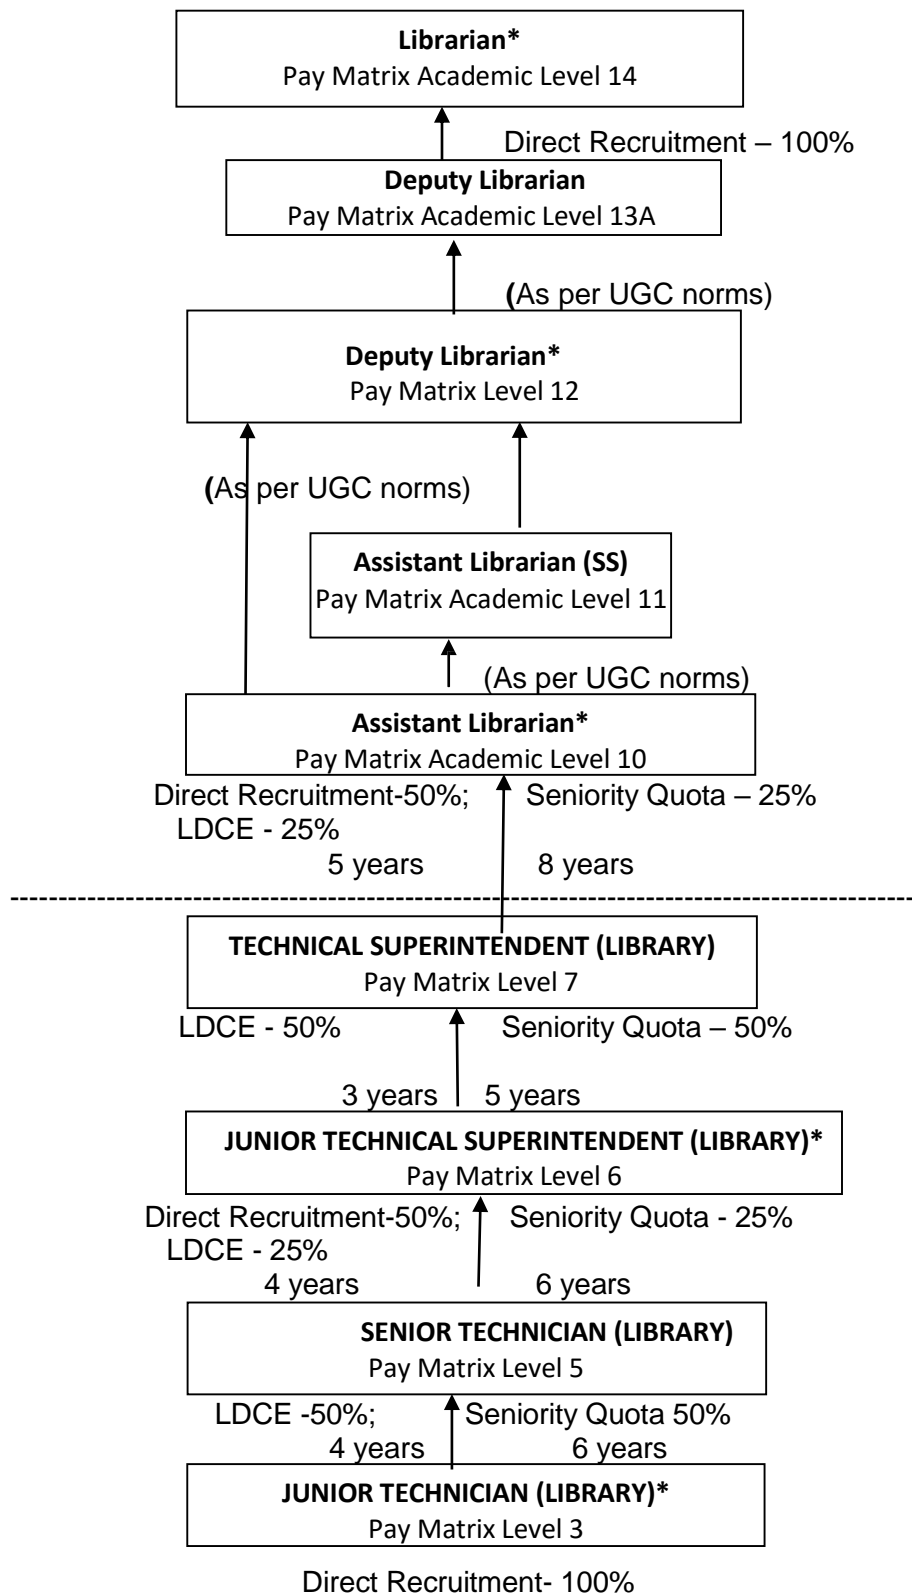 Librarian*
Pay Matrix Academic Level 14
Direct Recruitment – 100%
Deputy Librarian
Pay Matrix Academic Level 13A
(As per UGC norms)
Deputy Librarian*
Pay Matrix Level 12
(As per UGC norms)
Assistant Librarian (SS)
Pay Matrix Academic Level 11
(As per UGC norms)
Assistant Librarian*
Pay Matrix Academic Level 10
Direct Recruitment-50%; Seniority Quota – 25%
LDCE - 25%
5 years 8 years
TECHNICAL SUPERINTENDENT (LIBRARY)
Pay Matrix Level 7
LDCE - 50% Seniority Quota – 50%
3 years 5 years
JUNIOR TECHNICAL SUPERINTENDENT (LIBRARY)*
Pay Matrix Level 6
Direct Recruitment-50%; Seniority Quota - 25%
LDCE - 25%
4 years 6 years
SENIOR TECHNICIAN (LIBRARY)
Pay Matrix Level 5
LDCE -50%; Seniority Quota 50%
4 years 6 years
JUNIOR TECHNICIAN (LIBRARY)*
Pay Matrix Level 3
Direct Recruitment- 100%